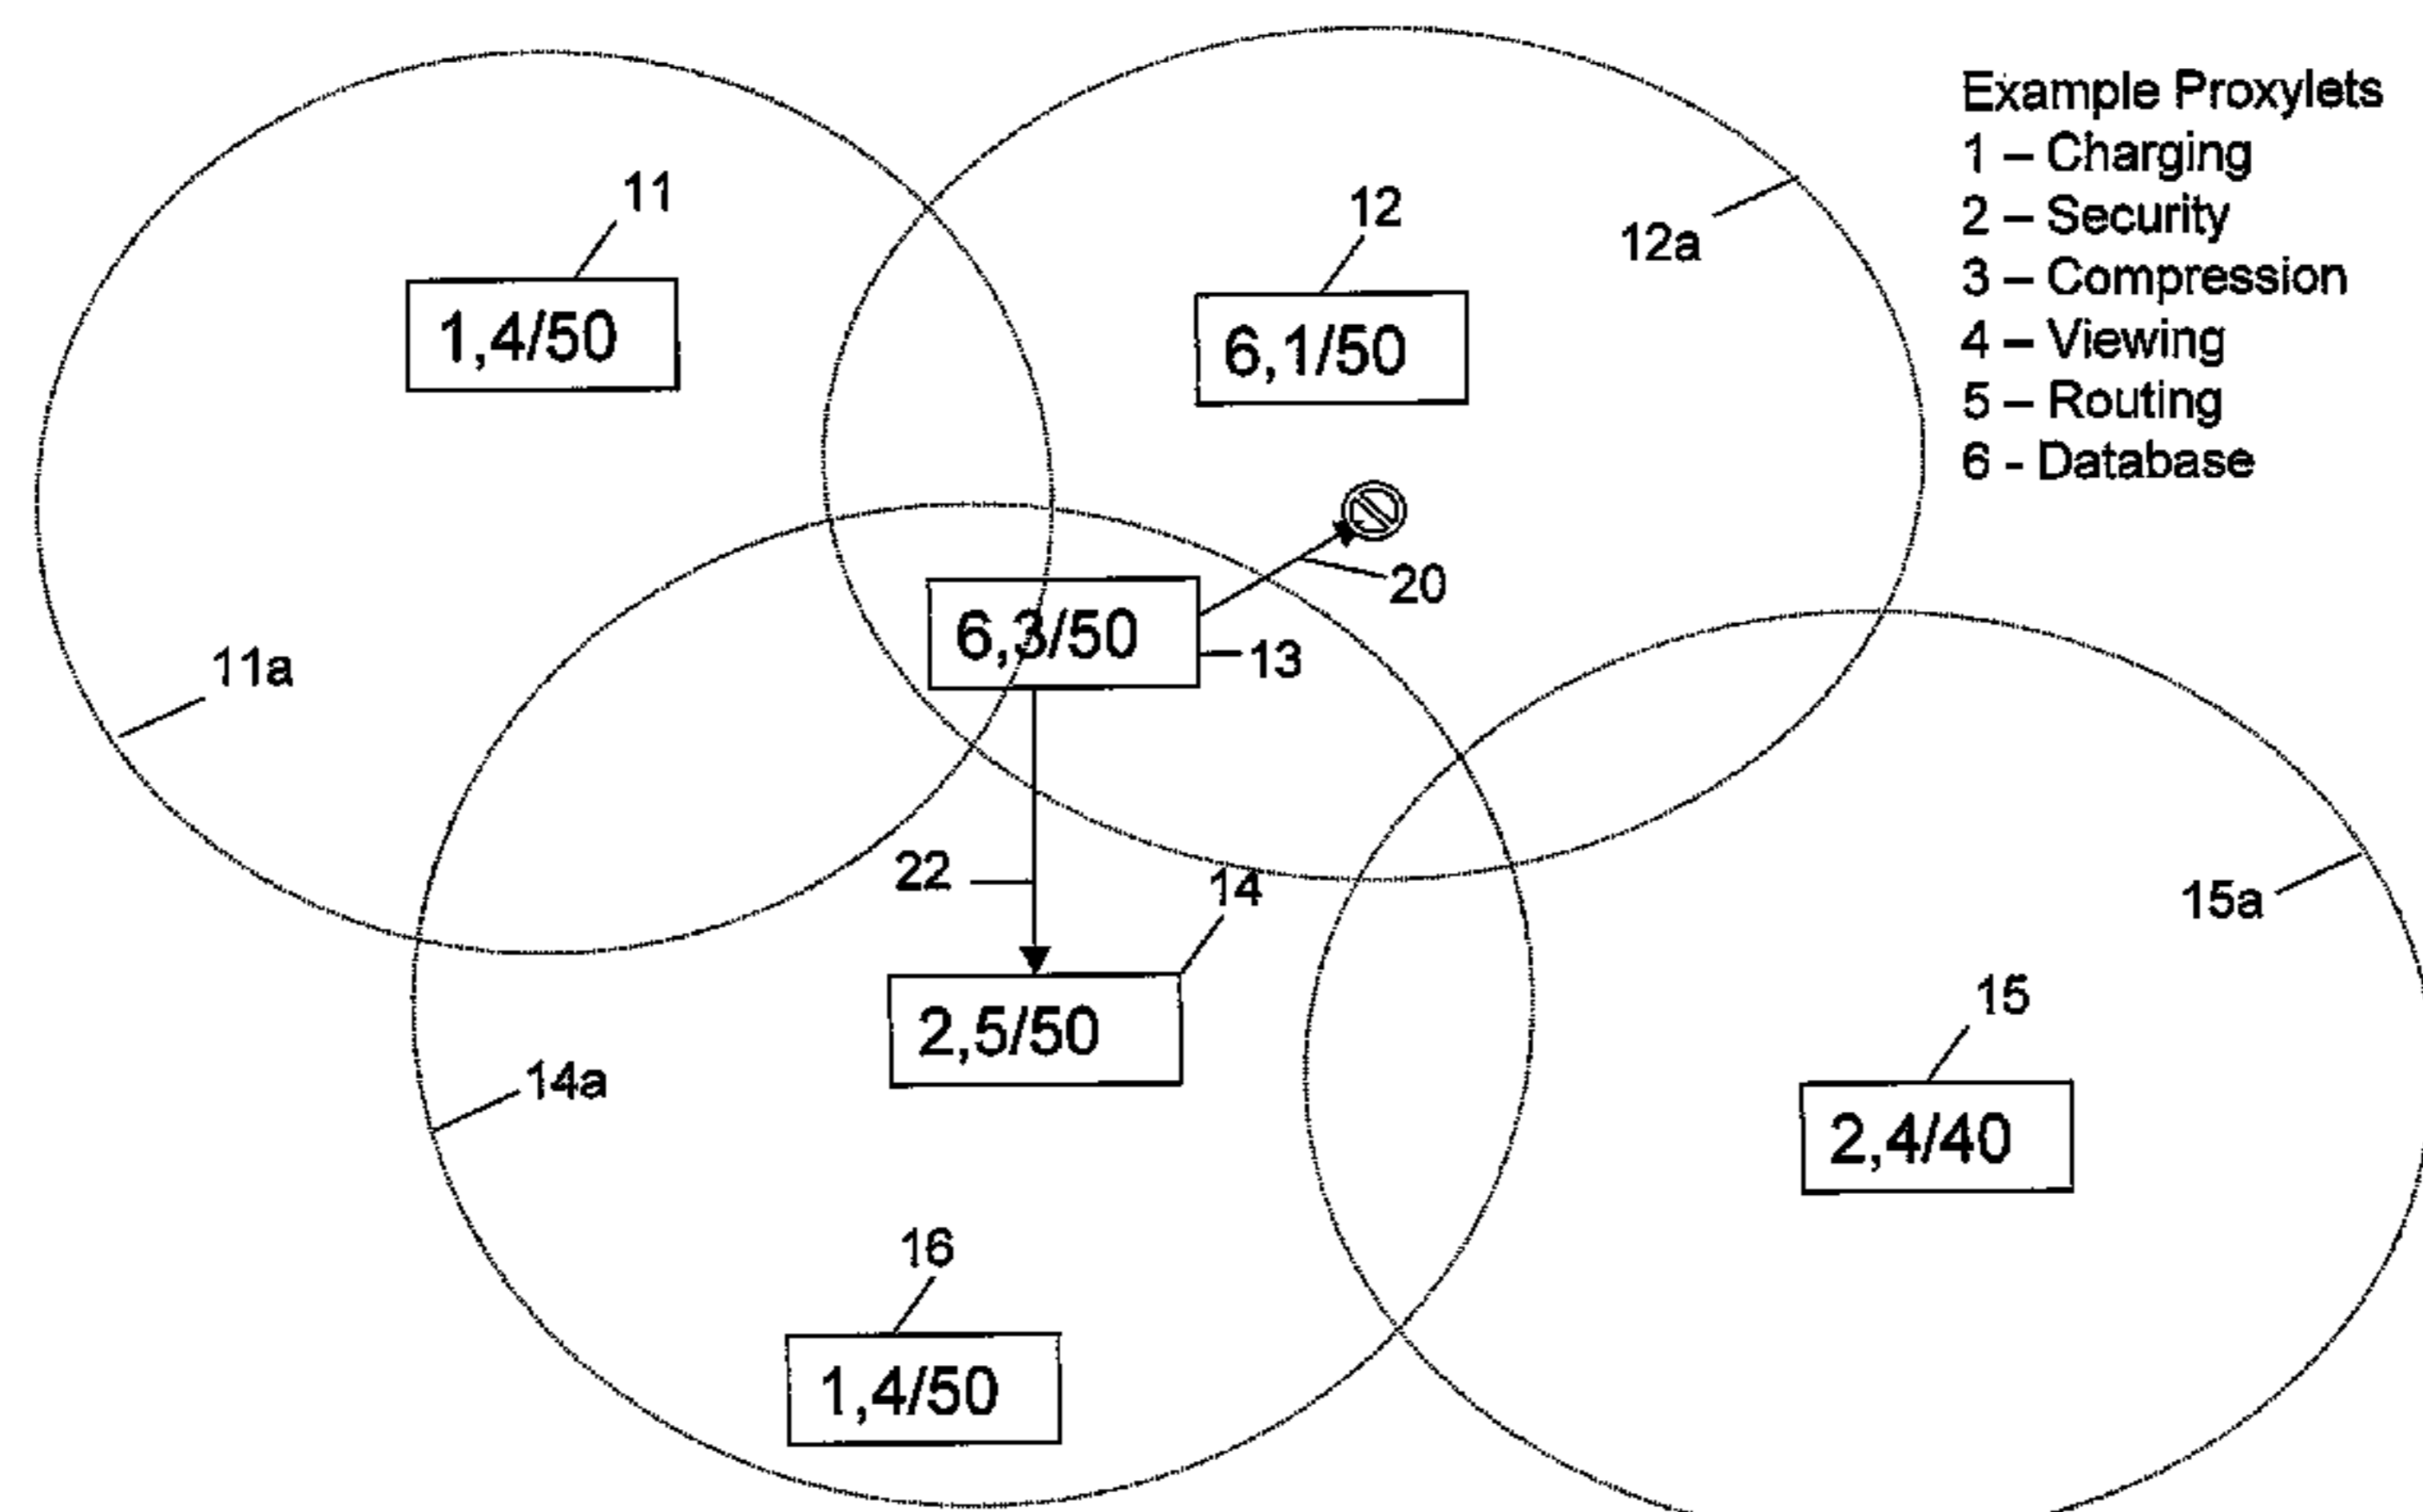 Example Proxylets
1 – Charging
2 – Security
3 – Compression
4 – Viewing
5 – Routing
6 - Database
11
12
12a
1,4/50
6,1/50
20
6,3/50
13
11a
22
14
15a
2,5/50
15
14a
2,4/40
16
1,4/50